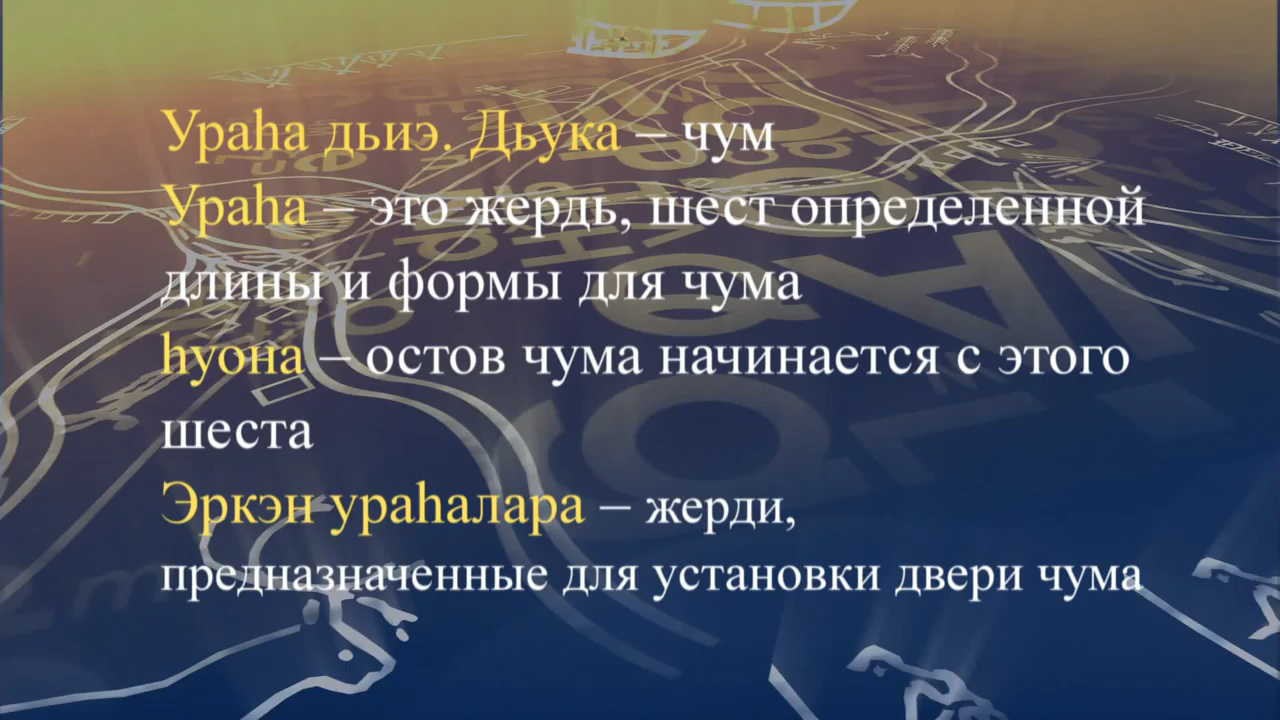 Ураһа дьиэ. Дьука – чум
Ураһа – это жердь, шест определенной
длины и формы для чума
һуона – остов чума начинается с этого
шеста
Эркэн ураһалара – жерди,
предназначенные для установки двери чума